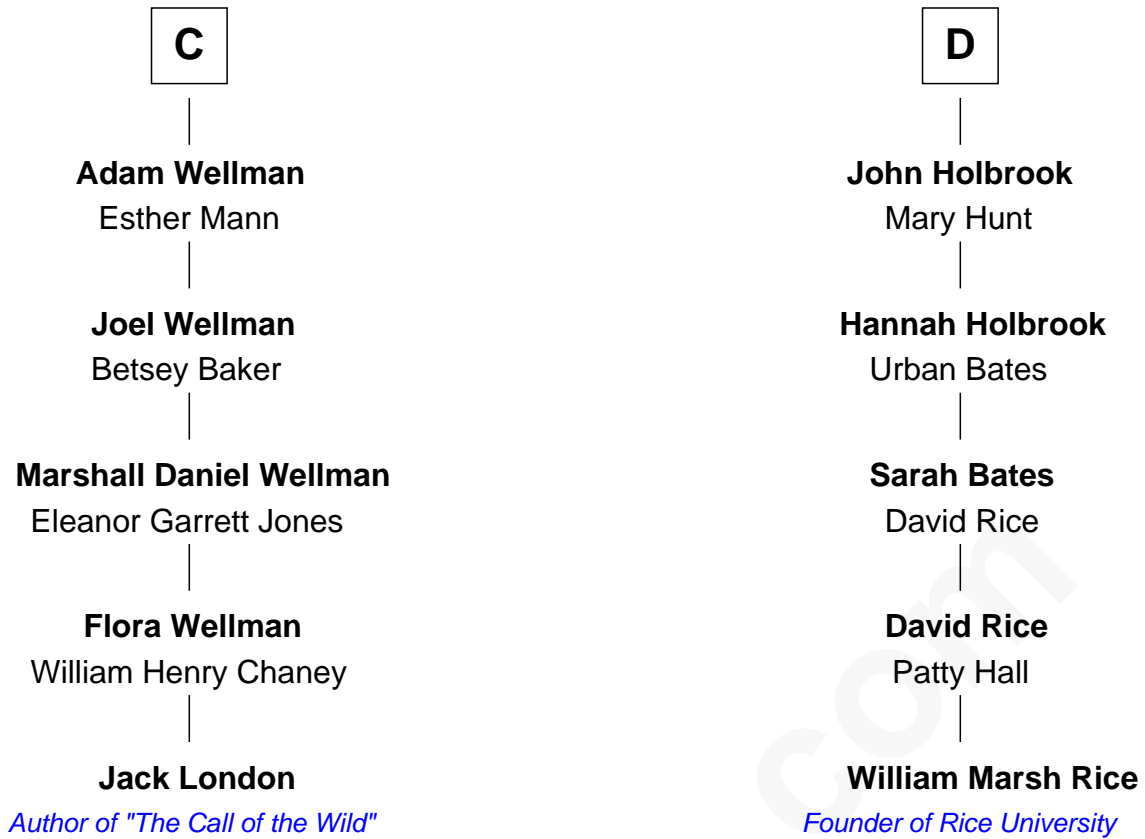 C
Adam Wellman
Esther Mann
Joel Wellman
Betsey Baker
Marshall Daniel Wellman
Eleanor Garrett Jones
Flora Wellman
William Henry Chaney
Jack London
Author of "The Call of the Wild"
D
John Holbrook
Mary Hunt
Hannah Holbrook
Urban Bates
Sarah Bates
David Rice
David Rice
Patty Hall
William Marsh Rice
Founder of Rice University
com